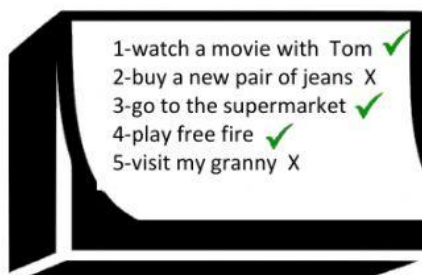 1-watch a movie with Tom ✓
2-buy a new pair of jeans X
3-go to the supermarket ✓
4-play free fire ✓
5-visit my granny X